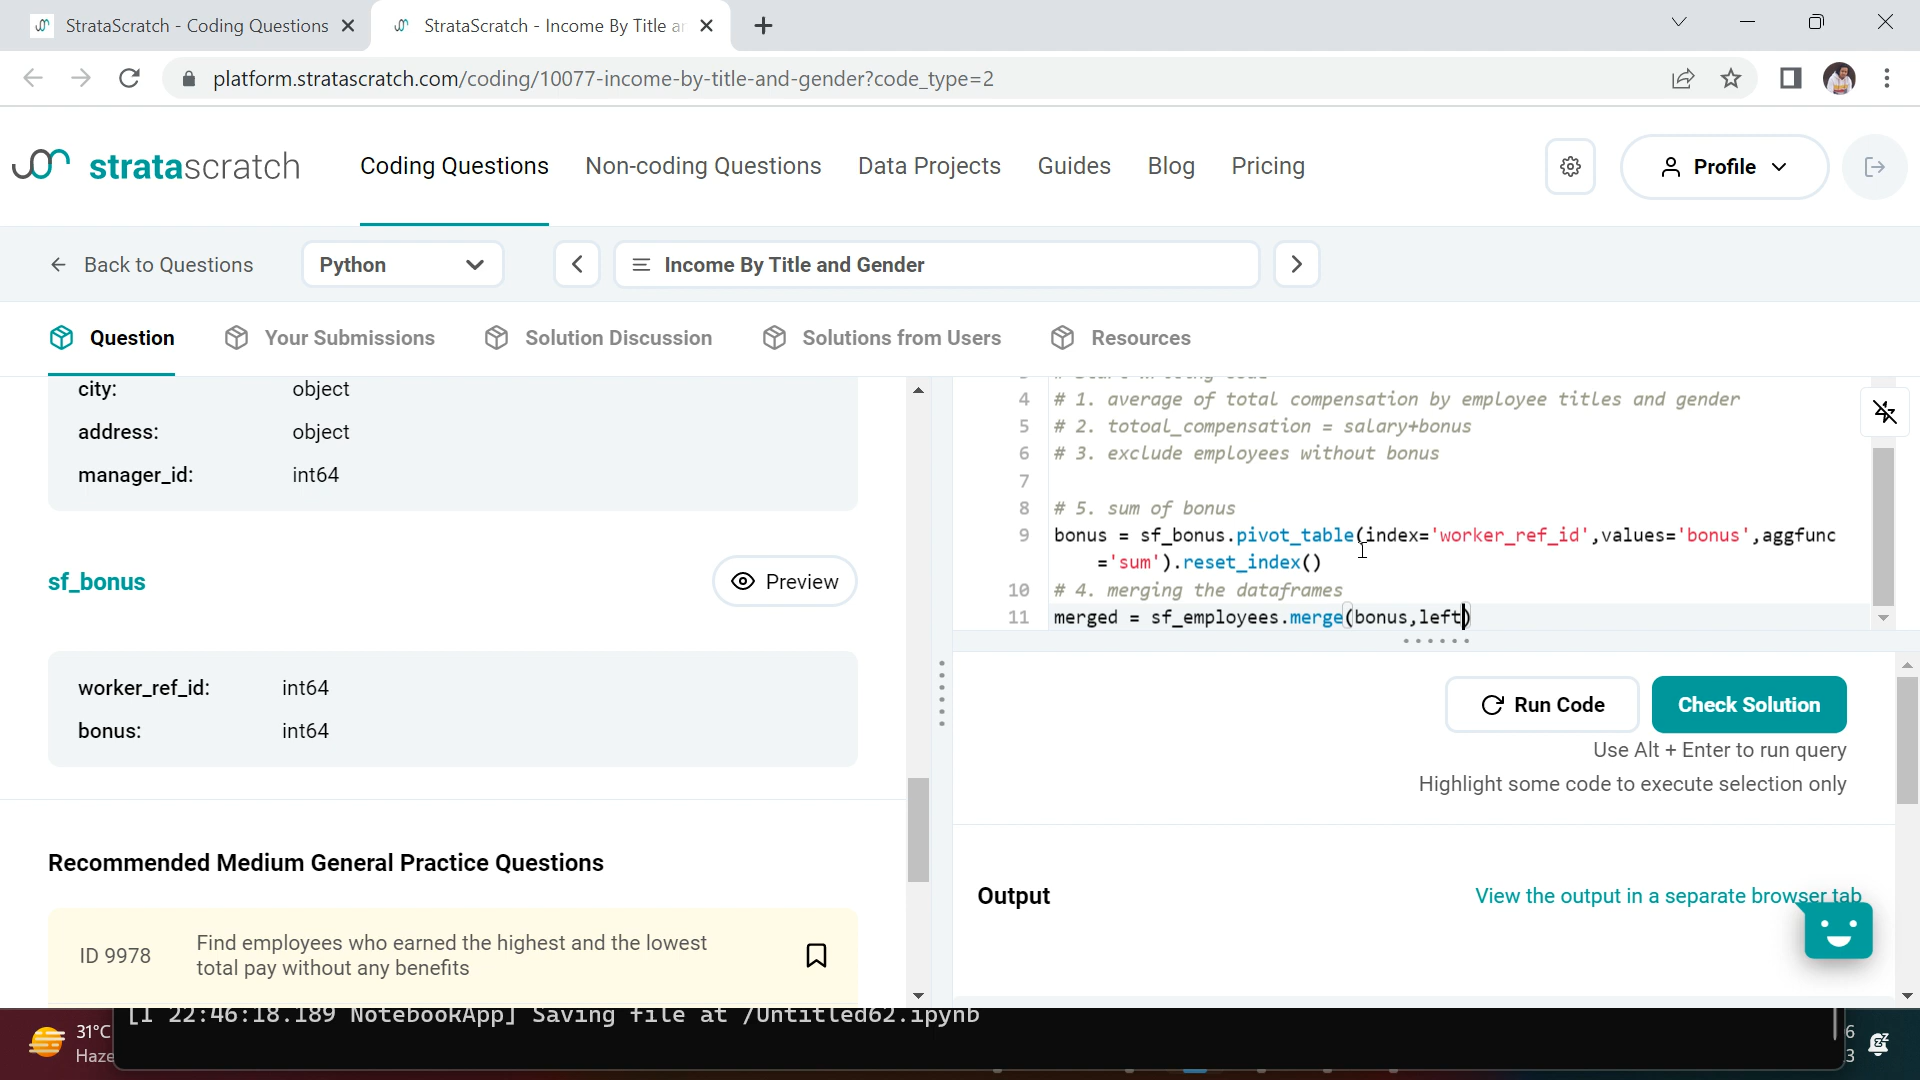 StrataScratch - Coding Questions
StrataScratch - Income By Title ar
platform.stratascratch.com/coding/10077-income-by-title-and-gender?code_type=2
stratascratch
Coding Questions
Non-coding Questions
Data Projects
Guides
Blog
Pricing
Profile
Back to Questions
Python
Income By Title and Gender
Question
Your Submissions
Solution Discussion
Solutions from Users
Resources
city: object
address: object
manager_id: int64
sf_bonus
Preview
worker_ref_id: int64
bonus: int64
Recommended Medium General Practice Questions
ID 9978
Find employees who earned the highest and the lowest
total pay without any benefits
4 # 1. average of total compensation by employee titles and gender
5 # 2. totoal_compensation = salary+bonus
6 # 3. exclude employees without bonus
7
8 # 5. sum of bonus
9 bonus = sf_bonus.pivot_table(index='worker_ref_id',values='bonus',aggfunc
='sum').reset_index()
10 # 4. merging the dataframes
11 merged = sf_employees.merge(bonus,left)
Run Code
Check Solution
Use Alt + Enter to run query
Highlight some code to execute selection only
Output
View the output in a separate browser tab
[I 22:46:18.189 NotebookApp] Saving file at /Untitled62.ipynb
31°C
Haze
6
3